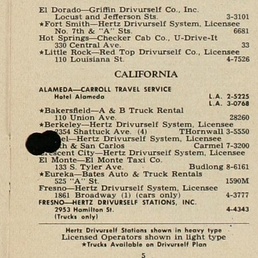 El Dorado—Griffin Drivurself Co., Inc.
Locust and Jefferson Sts. 3-3101
★Fort Smith—Hertz Drivurself System, Licensee
No. 7th & "A" Sts. 6681
Hot Springs—Checker Cab Co., U-Drive-It
330 Central Ave. 33
★Little Rock—Red Top Drivurself Co., Licensee
110 Louisiana St. 4-7526
CALIFORNIA
ALAMEDA—CARROLL TRAVEL SERVICE
Hotel Alameda L.A. 2-5225
L.A. 3-0768
★Bakersfield—A & B Truck Rental
110 Union Ave. 28260
★Berkeley—Hertz Drivurself System, Licensee
2354 Shattuck Ave. (4) THornwall 3-5550
Hertz Drivurself System, Licensee
& San Carlos Carmel 7-3200
Crescent City—Hertz Drivurself System, Licensee
El Monte—El Monte Taxi Co.
133 S. Tyler Ave. Budlong 8-6161
★Eureka—Bates Auto & Truck Rentals
525 "A" St. 1590M
Fresno—Hertz Drivurself System, Licensee
1861 Broadway (1) (cars only) 4-3777
FRESNO—HERTZ DRIVURSELF STATIONS, INC.
7953 Hamilton St. 4-4343
(Trucks only)
Hertz Drivurself Stations shown in heavy type
Licensed Operators shown in light type
★Trucks Available on Drivurself Plan
5